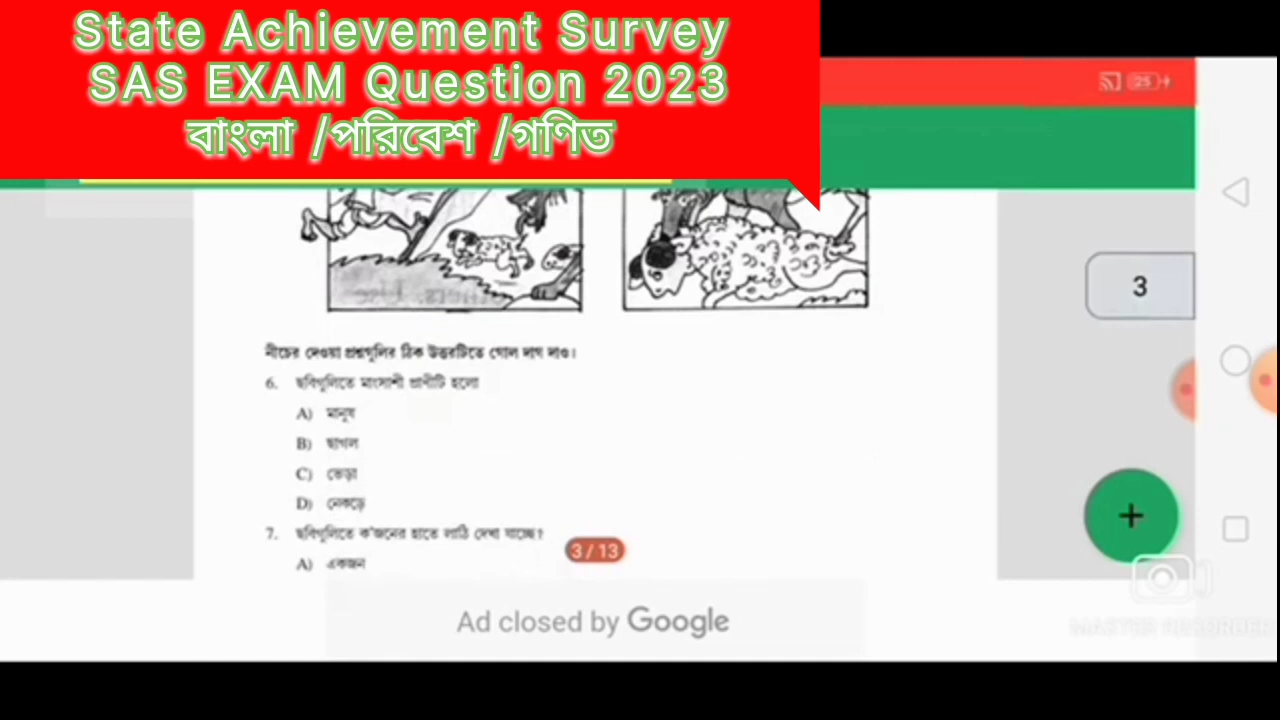 State Achievement Survey
SAS EXAM Question 2023
বাংলা /পরিবেশ /গণিত
25
3
নীচের দেওয়া প্রশ্নগুলির ঠিক উত্তরটিতে গোল দাগ দাও।
6. ছবিগুলিতে মাংসাশী প্রাণীটি হলো
A) মানুষ
B) ছাগল
C) ভেড়া
D) নেকড়ে
7. ছবিগুলিতে ক'জনের হাতে লাঠি দেখা যাচ্ছে?
3 / 13
A) একজন
+
Ad closed by Google